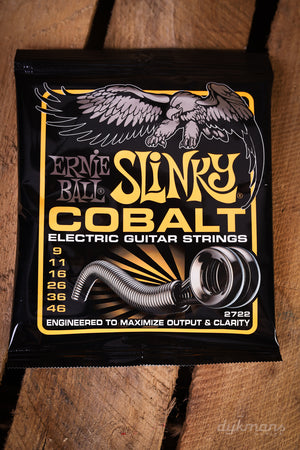 ERNIE BALL®
SLINKY®
COBALT
ELECTRIC GUITAR STRINGS
9
11
16
26
36
46
2722
ENGINEERED TO MAXIMIZE OUTPUT & CLARITY
dijkmans